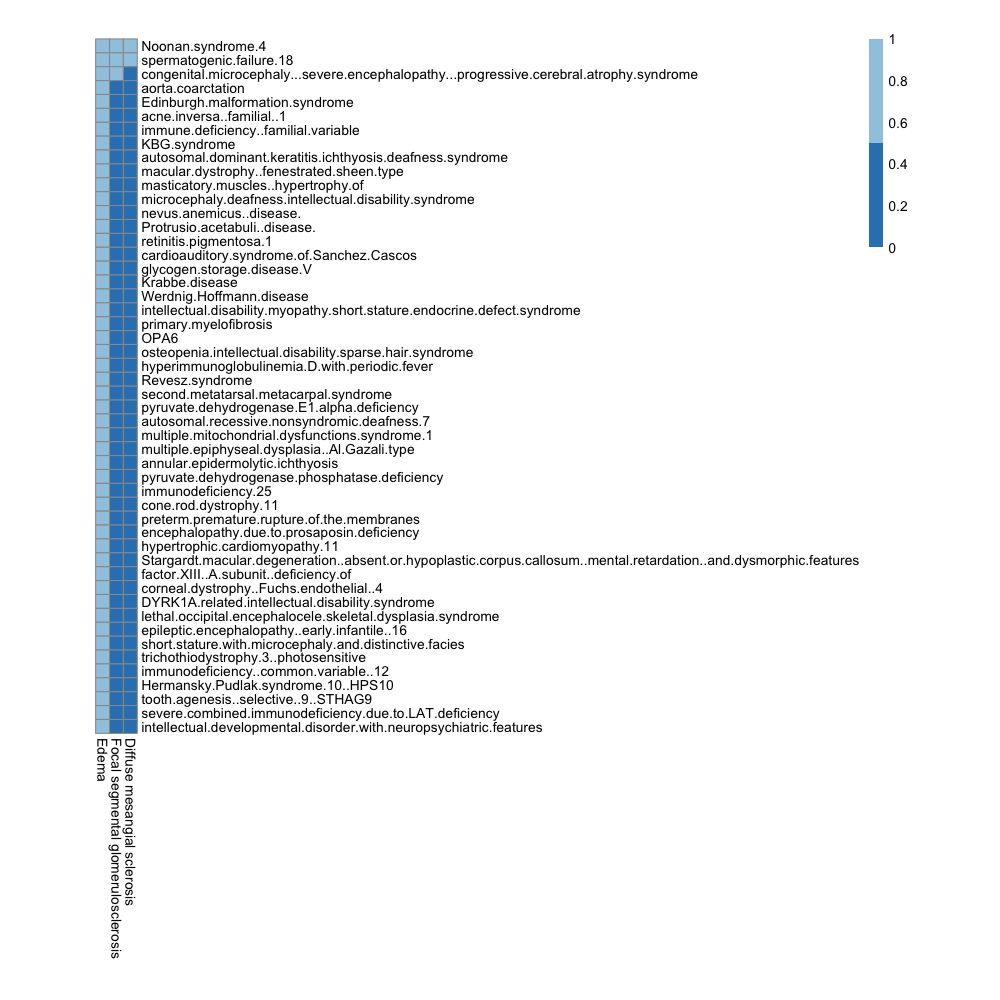 Noonan.syndrome.4
spermatogenic.failure.18
congenital.microcephaly...severe.encephalopathy...progressive.cerebral.atrophy.syndrome
aorta.coarctation
Edinburgh.malformation.syndrome
acne.inversa..familial..1
immune.deficiency..familial.variable
KBG.syndrome
autosomal.dominant.keratitis.ichthyosis.deafness.syndrome
macular.dystrophy..fenestrated.sheen.type
masticatory.muscles..hypertrophy.of
microcephaly.deafness.intellectual.disability.syndrome
nevus.anemicus..disease.
Protrusio.acetabuli..disease.
retinitis.pigmentosa.1
cardioauditory.syndrome.of.Sanchez.Cascos
glycogen.storage.disease.V
Krabbe.disease
Werdnig.Hoffmann.disease
intellectual.disability.myopathy.short.stature.endocrine.defect.syndrome
primary.myelofibrosis
OPA6
osteopenia.intellectual.disability.sparse.hair.syndrome
hyperimmunoglobulinemia.D.with.periodic.fever
Revesz.syndrome
second.metatarsal.metacarpal.syndrome
pyruvate.dehydrogenase.E1.alpha.deficiency
autosomal.recessive.nonsyndromic.deafness.7
multiple.mitochondrial.dysfunctions.syndrome.1
multiple.epiphyseal.dysplasia..Al.Gazali.type
annular.epidermolytic.ichthyosis
pyruvate.dehydrogenase.phosphatase.deficiency
immunodeficiency.25
cone.rod.dystrophy.11
preterm.premature.rupture.of.the.membranes
encephalopathy.due.to.prosaposin.deficiency
hypertrophic.cardiomyopathy.11
Stargardt.macular.degeneration..absent.or.hypoplastic.corpus.callosum..mental.retardation..and.dysmorphic.features
factor.XIII..A.subunit..deficiency.of
corneal.dystrophy..Fuchs.endothelial..4
DYRK1A.related.intellectual.disability.syndrome
lethal.occipital.encephalocele.skeletal.dysplasia.syndrome
epileptic.encephalopathy..early.infantile..16
short.stature.with.microcephaly.and.distinctive.facies
trichothiodystrophy.3..photosensitive
immunodeficiency..common.variable..12
Hermansky.Pudlak.syndrome.10..HPS10
tooth.agenesis..selective..9..STHAG9
severe.combined.immunodeficiency.due.to.LAT.deficiency
intellectual.developmental.disorder.with.neuropsychiatric.features
Edema
Focal segmental glomerulosclerosis
Diffuse mesangial sclerosis
1
0.8
0.6
0.4
0.2
0